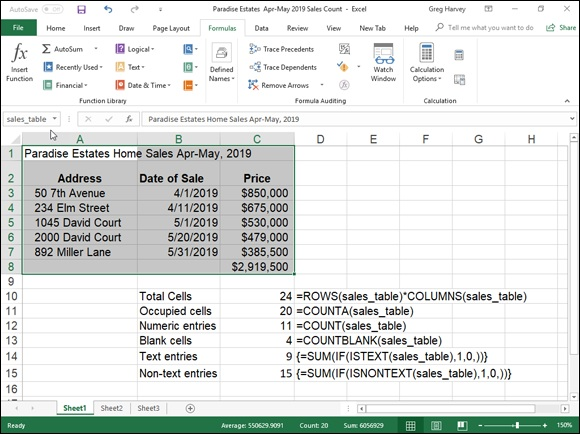 AutoSave Off Paradise Estates Apr-May 2019 Sales Count - Excel Greg Harvey
File Home Insert Draw Page Layout Formulas Data Review View Help Tell me Share
Insert Function
AutoSum
Recently Used
Financial
Logical
Text
Date & Time
Function Library
Defined Names
Trace Precedents
Trace Dependents
Remove Arrows
Formula Auditing
Watch Window
Calculation Options
Calculation
sales_table fx Paradise Estates Home Sales Apr-May, 2019
A B C D E F G H
1 Paradise Estates Home Sales Apr-May, 2019
2 Address Date of Sale Price
3 50 7th Avenue 4/1/2019 $850,000
4 234 Elm Street 4/11/2019 $675,000
5 1045 David Court 5/1/2019 $530,000
6 2000 David Court 5/20/2019 $479,000
7 892 Miller Lane 5/31/2019 $385,500
8 $2,919,500
9
10 Total Cells 24 =ROWS(sales_table)*COLUMNS(sales_table)
11 Occupied cells 20 =COUNTA(sales_table)
12 Numeric entries 11 =COUNT(sales_table)
13 Blank cells 4 =COUNTBLANK(sales_table)
14 Text entries 9 {=SUM(IF(ISTEXT(sales_table),1,0,))}
15 Non-text entries 15 {=SUM(IF(ISNONTEXT(sales_table),1,0,))}
16
Sheet1 Sheet2 Sheet3
Ready Average: 550629.9091 Count: 20 Sum: 6056929 150%